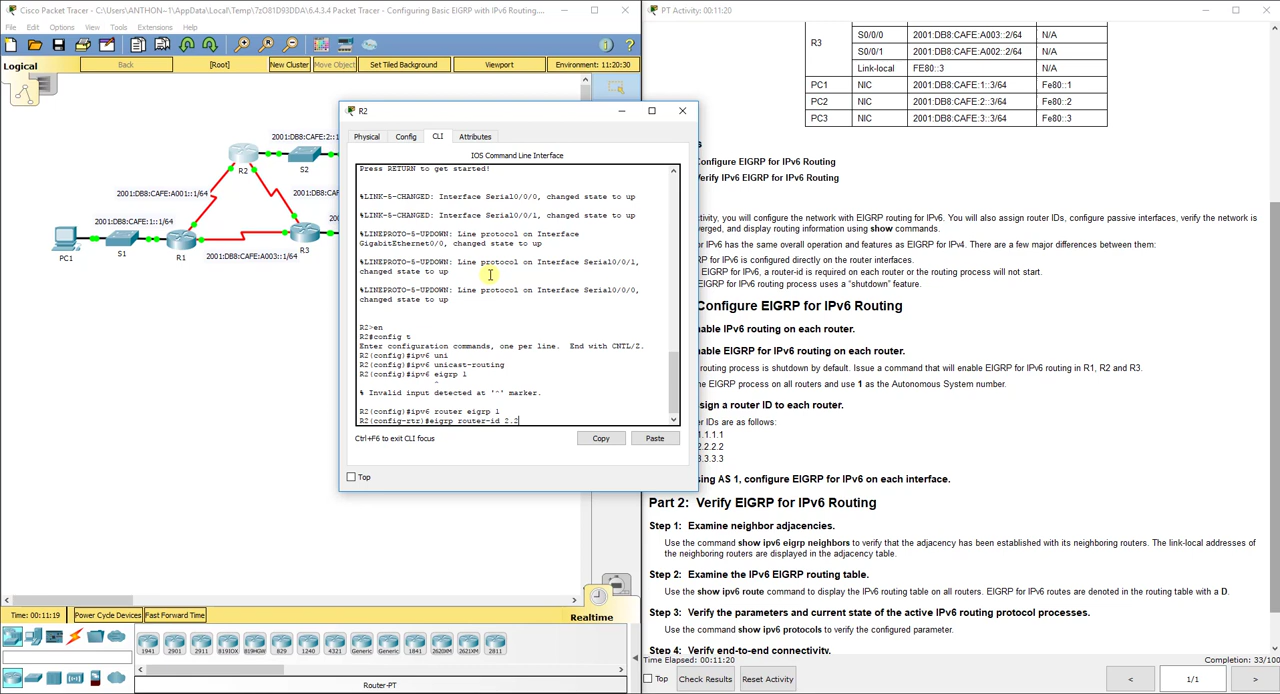 Cisco Packet Tracer - C:\Users\ANTHON~1\AppData\Local\Temp\7zO81D93DDA\6.4.3.4 Packet Tracer - Configuring Basic EIGRP with IPv6 Routing....
File Edit Options View Tools Extensions Help
Logical Back [Root] New Cluster Move Object Set Tiled Background Viewport Environment: 11:20:30
2001:DB8:CAFE:2::1/
R2
S2
2001:DB8:CAFE:A001::1/64
2001:DB8:CAFE:1::1/64
PC1
S1
R1
R3
2001:DB8:CAFE:A003::1/64
R2
Physical Config CLI Attributes
IOS Command Line Interface
Press RETURN to get started!
%LINK-5-CHANGED: Interface Serial0/0/0, changed state to up
%LINK-5-CHANGED: Interface Serial0/0/1, changed state to up
%LINEPROTO-5-UPDOWN: Line protocol on Interface
GigabitEthernet0/0, changed state to up
%LINEPROTO-5-UPDOWN: Line protocol on Interface Serial0/0/1,
changed state to up
%LINEPROTO-5-UPDOWN: Line protocol on Interface Serial0/0/0,
changed state to up
R2>en
R2#config t
Enter configuration commands, one per line. End with CNTL/Z.
R2(config)#ipv6 uni
R2(config)#ipv6 unicast-routing
R2(config)#ipv6 eigrp 1
^
% Invalid input detected at '^' marker.
R2(config)#ipv6 router eigrp 1
R2(config-rtr)#eigrp router-id 2.2
Ctrl+F6 to exit CLI focus
Copy Paste
Top
Time: 00:11:19 Power Cycle Devices Fast Forward Time
Realtime
1941 2901 2911 819IOX 819HGW 829 1240 4321 Generic Generic 1841 2620XM 2621XM 2811
Router-PT
PT Activity: 00:11:20
R3
S0/0/0 2001:DB8:CAFE:A003::2/64 N/A
S0/0/1 2001:DB8:CAFE:A002::2/64 N/A
Link-local FE80::3 N/A
PC1 NIC 2001:DB8:CAFE:1::3/64 Fe80::1
PC2 NIC 2001:DB8:CAFE:2::3/64 Fe80::2
PC3 NIC 2001:DB8:CAFE:3::3/64 Fe80::3
s
onfigure EIGRP for IPv6 Routing
erify IPv6 EIGRP for IPv6 Routing
ctivity, you will configure the network with EIGRP routing for IPv6. You will also assign router IDs, configure passive interfaces, verify the network is
verged, and display routing information using show commands.
or IPv6 has the same overall operation and features as EIGRP for IPv4. There are a few major differences between them:
RP for IPv6 is configured directly on the router interfaces.
EIGRP for IPv6, a router-id is required on each router or the routing process will not start.
EIGRP for IPv6 routing process uses a “shutdown” feature.
Configure EIGRP for IPv6 Routing
nable IPv6 routing on each router.
nable EIGRP for IPv6 routing on each router.
routing process is shutdown by default. Issue a command that will enable EIGRP for IPv6 routing in R1, R2 and R3.
he EIGRP process on all routers and use 1 as the Autonomous System number.
sign a router ID to each router.
er IDs are as follows:
1.1.1.1
2.2.2.2
3.3.3.3
sing AS 1, configure EIGRP for IPv6 on each interface.
Part 2: Verify EIGRP for IPv6 Routing
Step 1: Examine neighbor adjacencies.
Use the command show ipv6 eigrp neighbors to verify that the adjacency has been established with its neighboring routers. The link-local addresses of
the neighboring routers are displayed in the adjacency table.
Step 2: Examine the IPv6 EIGRP routing table.
Use the show ipv6 route command to display the IPv6 routing table on all routers. EIGRP for IPv6 routes are denoted in the routing table with a D.
Step 3: Verify the parameters and current state of the active IPv6 routing protocol processes.
Use the command show ipv6 protocols to verify the configured parameter.
Step 4: Verify end-to-end connectivity.
Time Elapsed: 00:11:20 Completion: 33/100
Top Check Results Reset Activity < 1/1 >